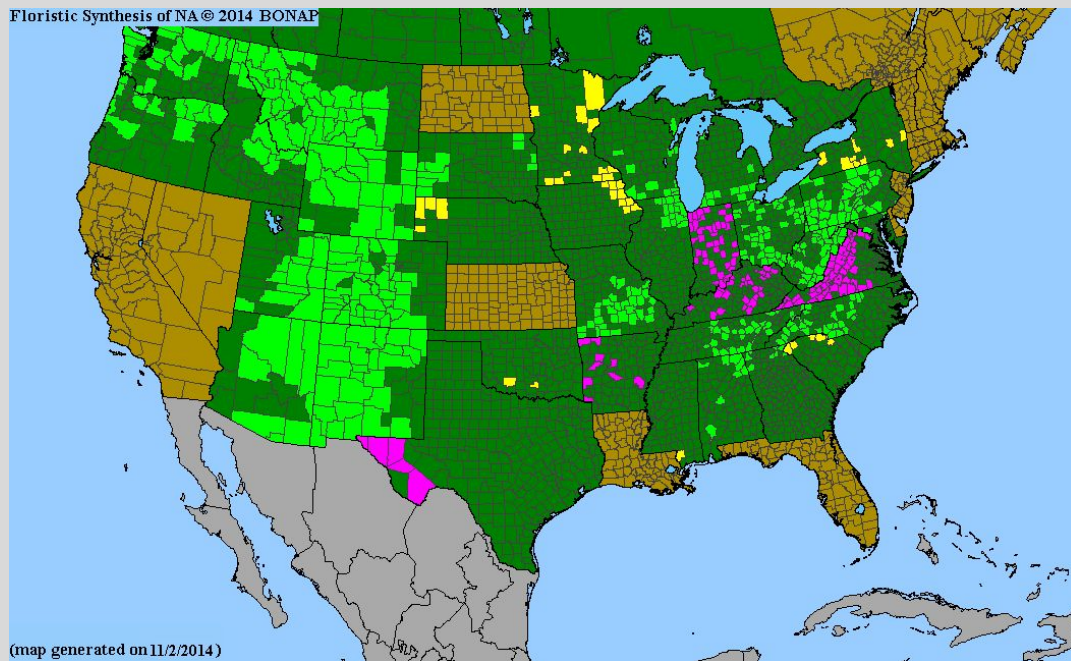 Floristic Synthesis of NA © 2014 BONAP
(map generated on 11/2/2014)